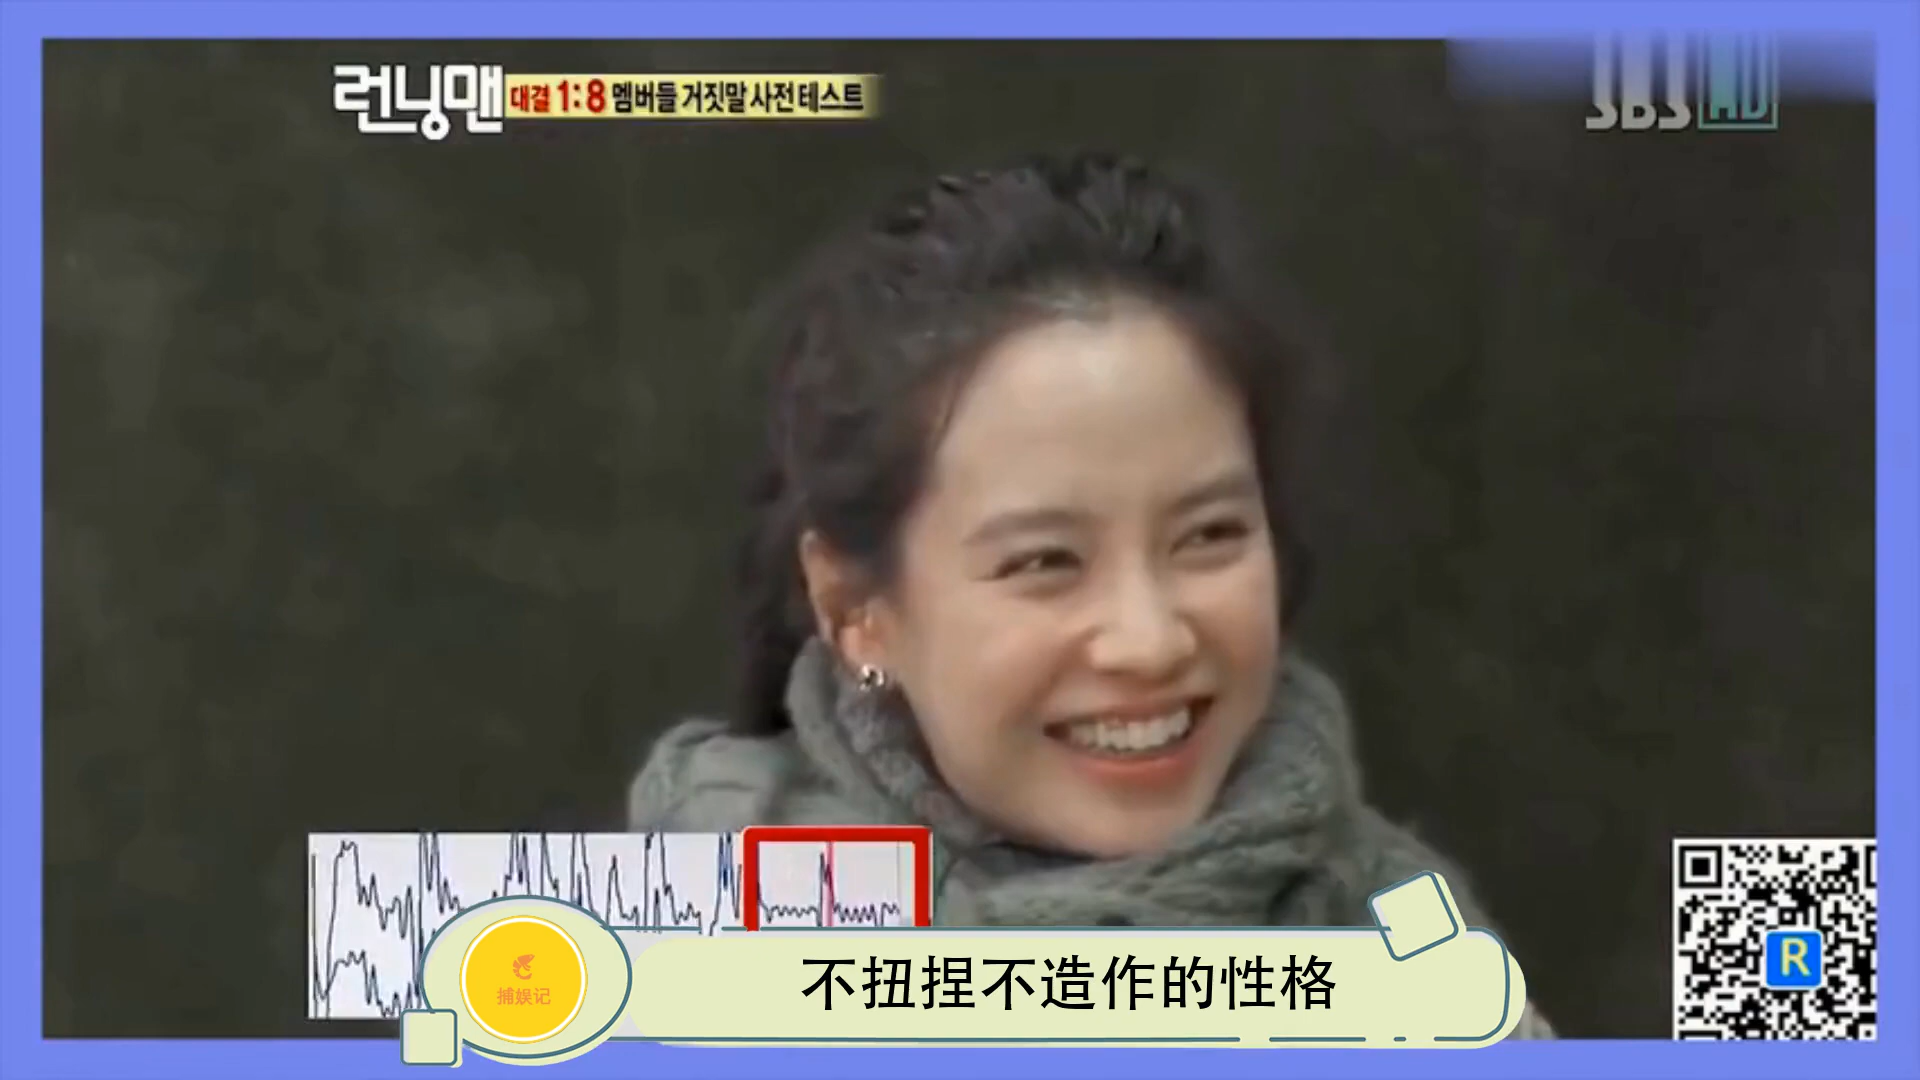 런닝맨
대결 1:8 멤버들 거짓말 사전 테스트
SBS HD
捕娱记
不扭捏不造作的性格
R